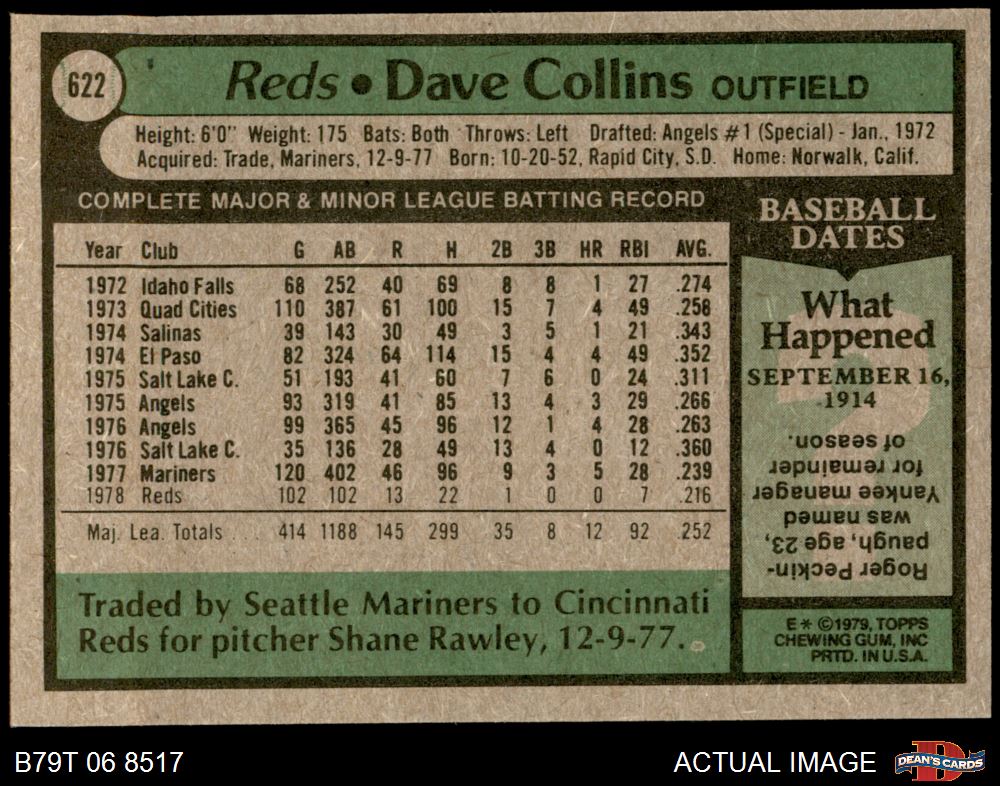 622
Reds • Dave Collins OUTFIELD
Height: 6'0" Weight: 175 Bats: Both Throws: Left Drafted: Angels #1 (Special) - Jan., 1972
Acquired: Trade, Mariners, 12-9-77 Born: 10-20-52, Rapid City, S.D. Home: Norwalk, Calif.
COMPLETE MAJOR & MINOR LEAGUE BATTING RECORD
Year Club G AB R H 2B 3B HR RBI AVG.
1972 Idaho Falls 68 252 40 69 8 8 1 27 .274
1973 Quad Cities 110 387 61 100 15 7 4 49 .258
1974 Salinas 39 143 30 49 3 5 1 21 .343
1974 El Paso 82 324 64 114 15 4 4 49 .352
1975 Salt Lake C. 51 193 41 60 7 6 0 24 .311
1975 Angels 93 319 41 85 13 4 3 29 .266
1976 Angels 99 365 45 96 12 1 4 28 .263
1976 Salt Lake C. 35 136 28 49 13 4 0 12 .360
1977 Mariners 120 402 46 96 9 3 5 28 .239
1978 Reds 102 102 13 22 1 0 0 7 .216
Maj. Lea. Totals . . . 414 1188 145 299 35 8 12 92 .252
Traded by Seattle Mariners to Cincinnati
Reds for pitcher Shane Rawley, 12-9-77.
BASEBALL
DATES
What
Happened
SEPTEMBER 16,
1914
Roger Peckin-
paugh, age 23,
was named
Yankee manager
for remainder
of season.
E* ©1979, TOPPS
CHEWING GUM, INC
PRTD. IN U.S.A.
B79T 06 8517
ACTUAL IMAGE
D
DEAN'S CARDS